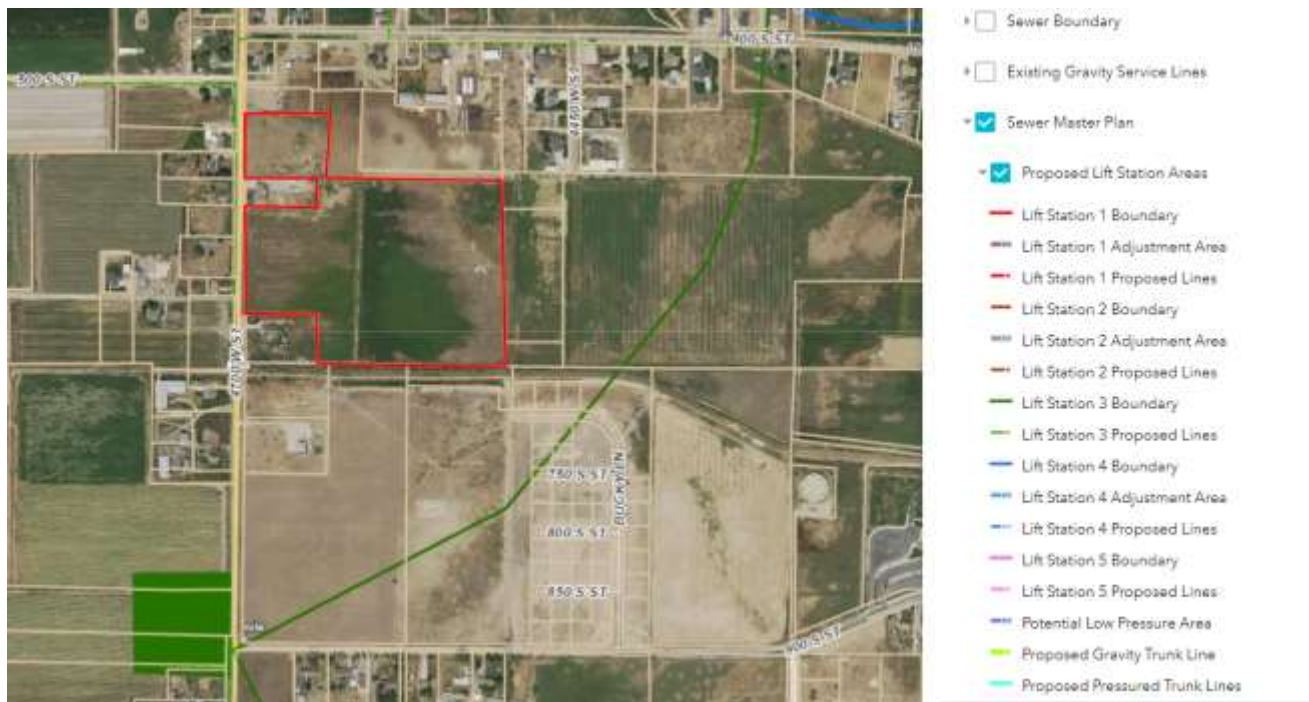 400 S ST
500 S ST
4450 W ST
4700 W ST
750 S ST
BUCKY LN
800 S ST
850 S ST
900 S ST
Sewer Boundary
Existing Gravity Service Lines
Sewer Master Plan
Proposed Lift Station Areas
Lift Station 1 Boundary
Lift Station 1 Adjustment Area
Lift Station 1 Proposed Lines
Lift Station 2 Boundary
Lift Station 2 Adjustment Area
Lift Station 2 Proposed Lines
Lift Station 3 Boundary
Lift Station 3 Proposed Lines
Lift Station 4 Boundary
Lift Station 4 Adjustment Area
Lift Station 4 Proposed Lines
Lift Station 5 Boundary
Lift Station 5 Proposed Lines
Potential Low Pressure Area
Proposed Gravity Trunk Line
Proposed Pressured Trunk Lines